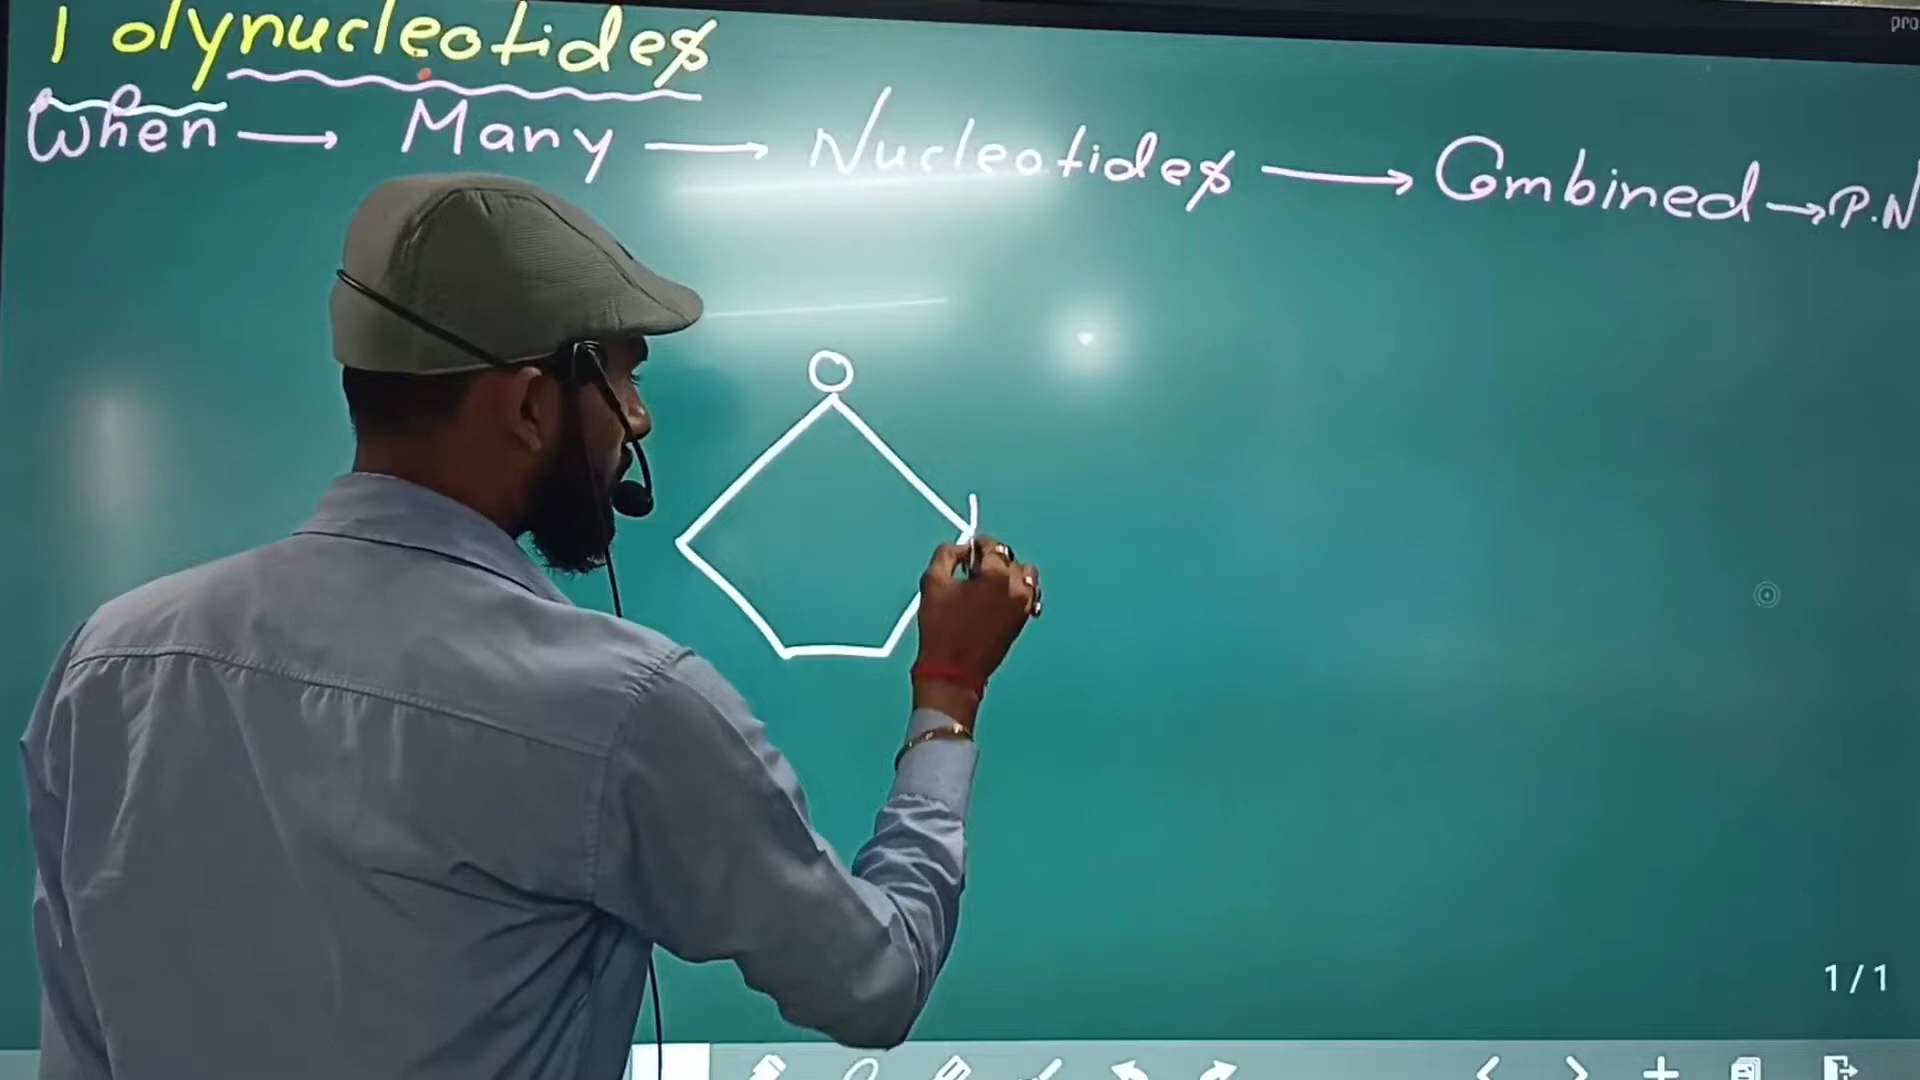 Polynucleotides
When → Many → Nucleotides → Combined → P.N
O
1/1